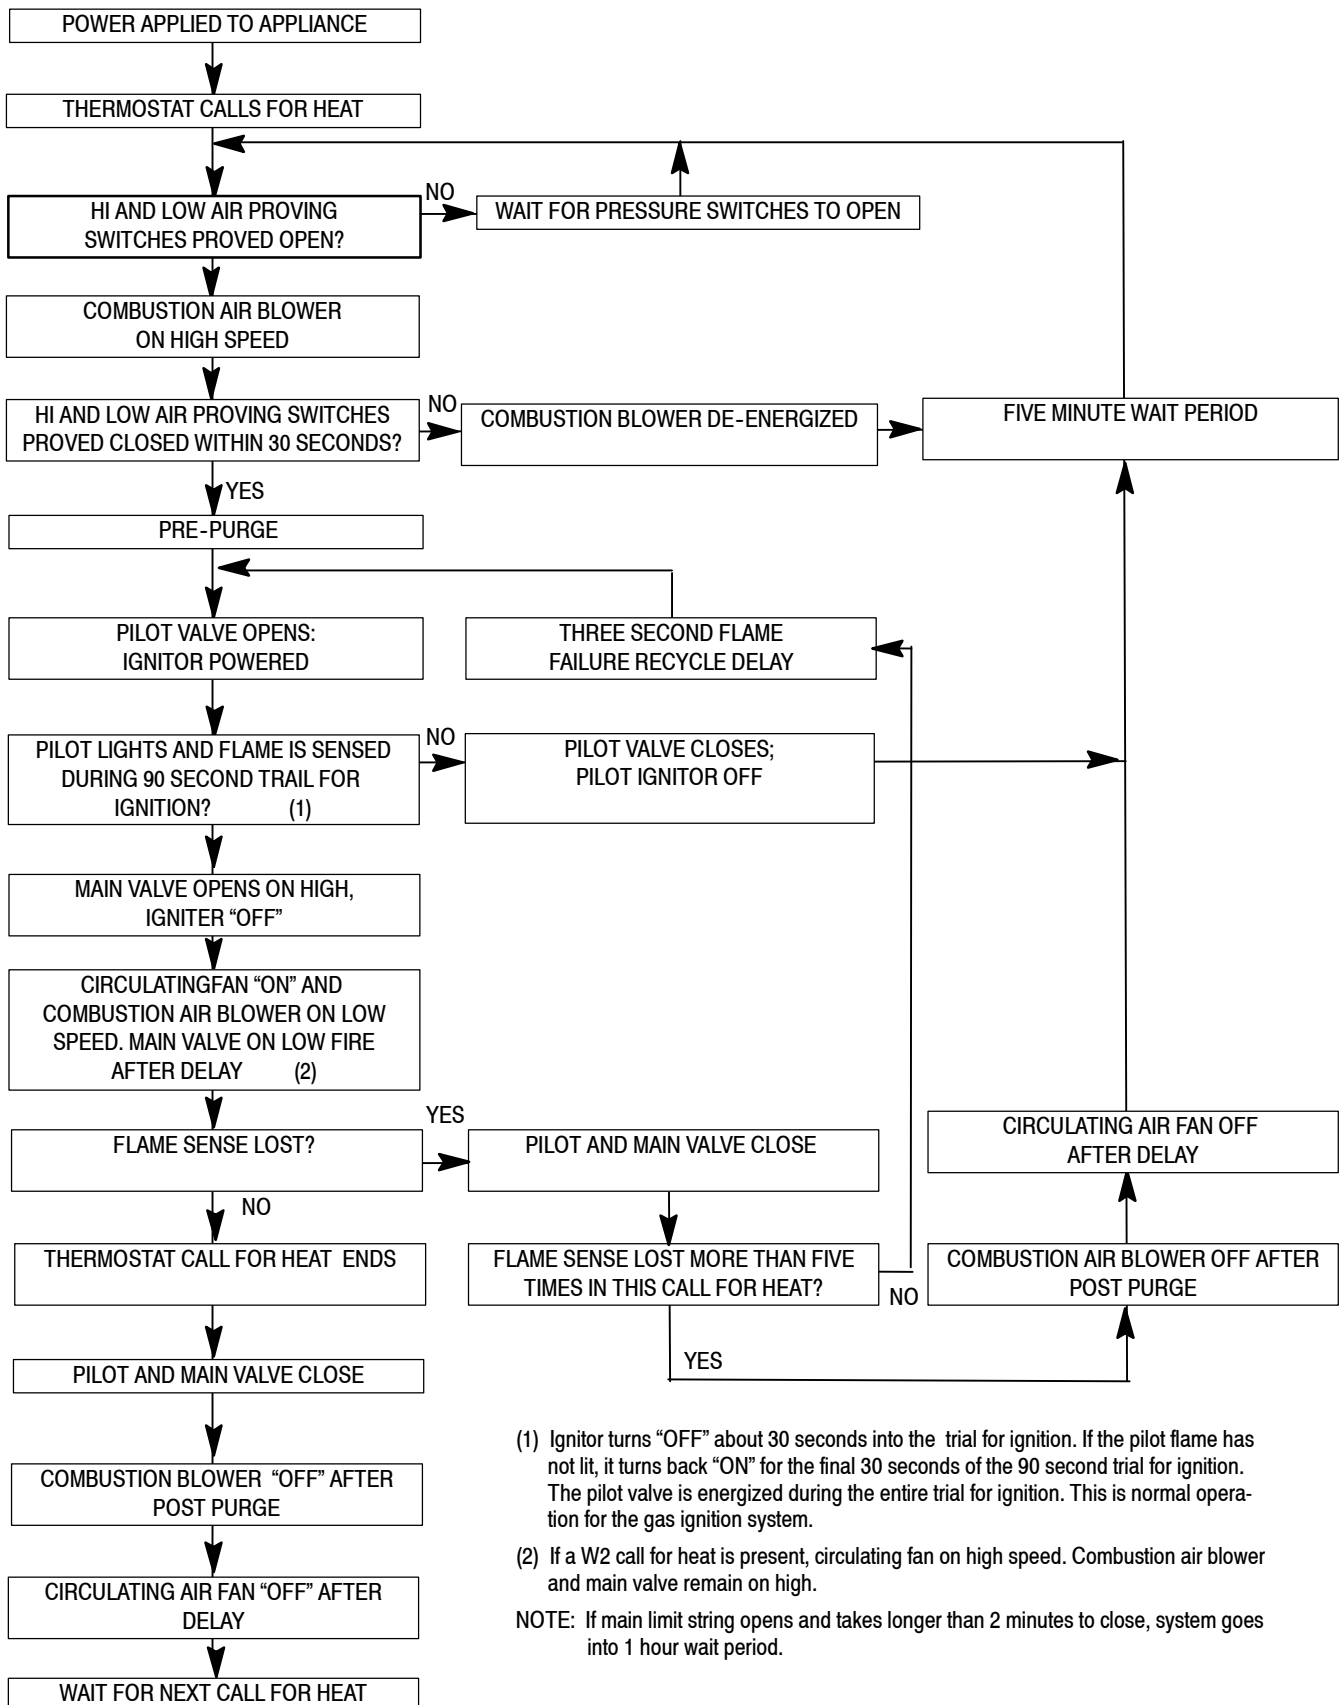 POWER APPLIED TO APPLIANCE
THERMOSTAT CALLS FOR HEAT
HI AND LOW AIR PROVING
SWITCHES PROVED OPEN?
NO
WAIT FOR PRESSURE SWITCHES TO OPEN
COMBUSTION AIR BLOWER
ON HIGH SPEED
HI AND LOW AIR PROVING SWITCHES
PROVED CLOSED WITHIN 30 SECONDS?
NO
COMBUSTION BLOWER DE-ENERGIZED
FIVE MINUTE WAIT PERIOD
YES
PRE-PURGE
PILOT VALVE OPENS:
IGNITOR POWERED
THREE SECOND FLAME
FAILURE RECYCLE DELAY
PILOT LIGHTS AND FLAME IS SENSED
DURING 90 SECOND TRAIL FOR
IGNITION? (1)
NO
PILOT VALVE CLOSES;
PILOT IGNITOR OFF
MAIN VALVE OPENS ON HIGH,
IGNITER “OFF”
CIRCULATINGFAN “ON” AND
COMBUSTION AIR BLOWER ON LOW
SPEED. MAIN VALVE ON LOW FIRE
AFTER DELAY (2)
FLAME SENSE LOST?
YES
PILOT AND MAIN VALVE CLOSE
CIRCULATING AIR FAN OFF
AFTER DELAY
NO
THERMOSTAT CALL FOR HEAT ENDS
FLAME SENSE LOST MORE THAN FIVE
TIMES IN THIS CALL FOR HEAT?
NO
COMBUSTION AIR BLOWER OFF AFTER
POST PURGE
YES
PILOT AND MAIN VALVE CLOSE
COMBUSTION BLOWER “OFF” AFTER
POST PURGE
CIRCULATING AIR FAN “OFF” AFTER
DELAY
WAIT FOR NEXT CALL FOR HEAT
(1) Ignitor turns “OFF” about 30 seconds into the trial for ignition. If the pilot flame has
not lit, it turns back “ON” for the final 30 seconds of the 90 second trial for ignition.
The pilot valve is energized during the entire trial for ignition. This is normal opera-
tion for the gas ignition system.
(2) If a W2 call for heat is present, circulating fan on high speed. Combustion air blower
and main valve remain on high.
NOTE: If main limit string opens and takes longer than 2 minutes to close, system goes
into 1 hour wait period.